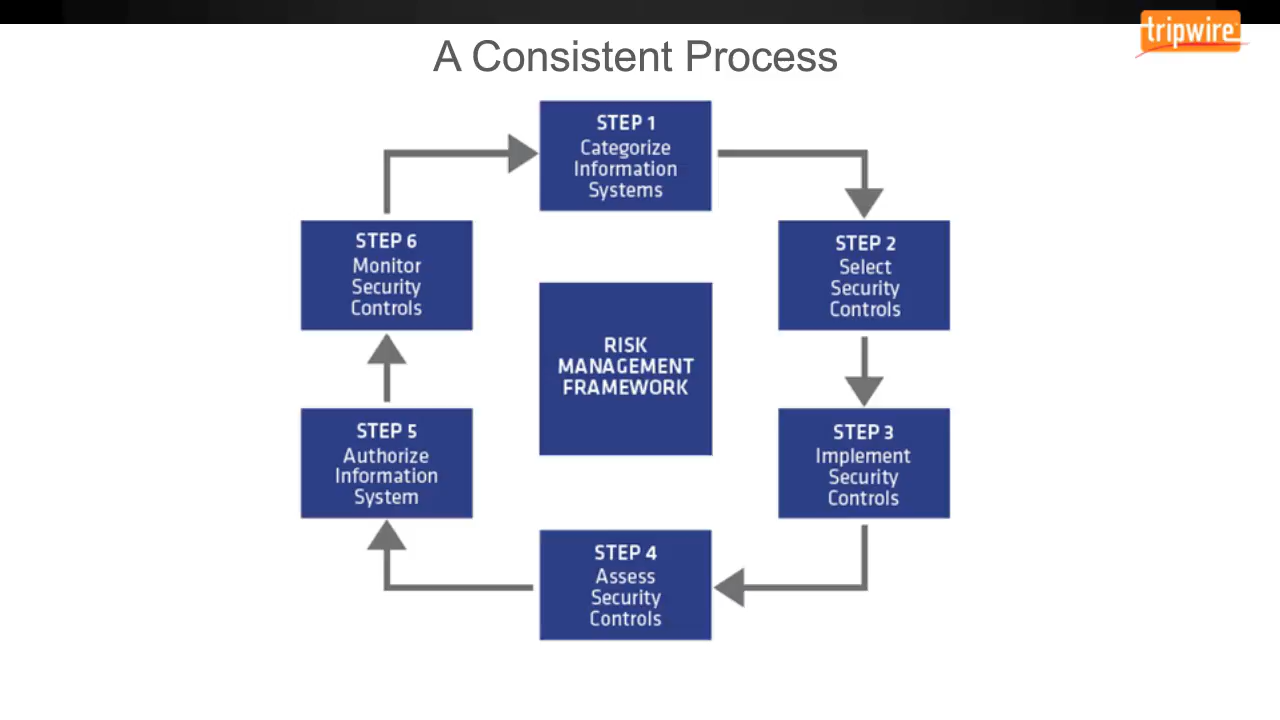 tripwire
A Consistent Process
STEP 1
Categorize
Information
Systems
STEP 2
Select
Security
Controls
STEP 3
Implement
Security
Controls
STEP 4
Assess
Security
Controls
STEP 5
Authorize
Information
System
STEP 6
Monitor
Security
Controls
RISK
MANAGEMENT
FRAMEWORK